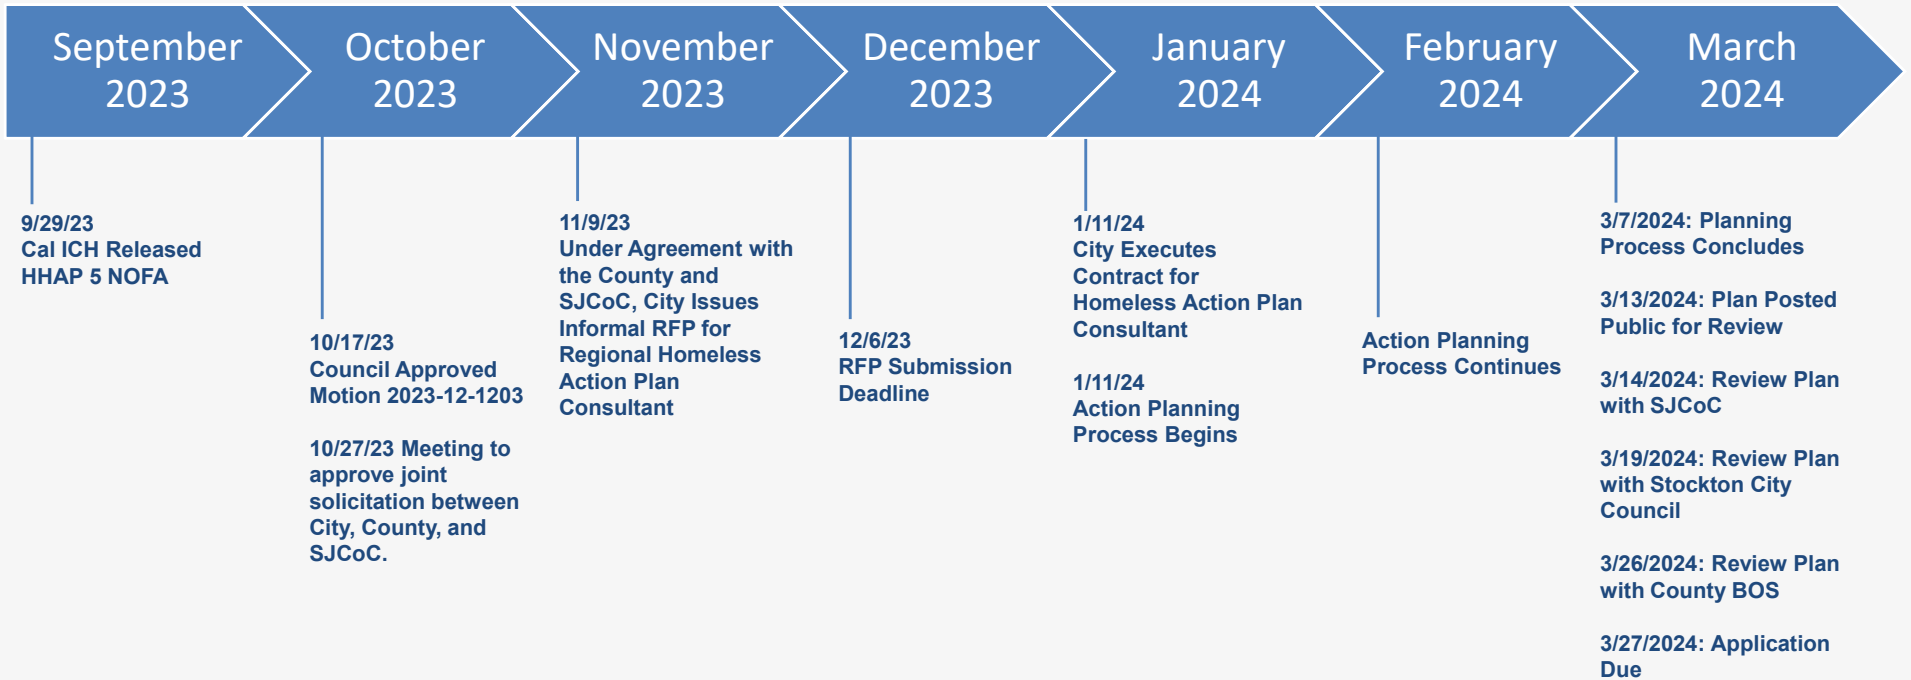 September
2023
October
2023
November
2023
December
2023
January
2024
February
2024
March
2024
9/29/23
Cal ICH Released
HHAP 5 NOFA
10/17/23
Council Approved
Motion 2023-12-1203
10/27/23 Meeting to
approve joint
solicitation between
City, County, and
SJCoC.
11/9/23
Under Agreement with
the County and
SJCoC, City Issues
Informal RFP for
Regional Homeless
Action Plan
Consultant
12/6/23
RFP Submission
Deadline
1/11/24
City Executes
Contract for
Homeless Action Plan
Consultant
1/11/24
Action Planning
Process Begins
Action Planning
Process Continues
3/7/2024: Planning
Process Concludes
3/13/2024: Plan Posted
Public for Review
3/14/2024: Review Plan
with SJCoC
3/19/2024: Review Plan
with Stockton City
Council
3/26/2024: Review Plan
with County BOS
3/27/2024: Application
Due